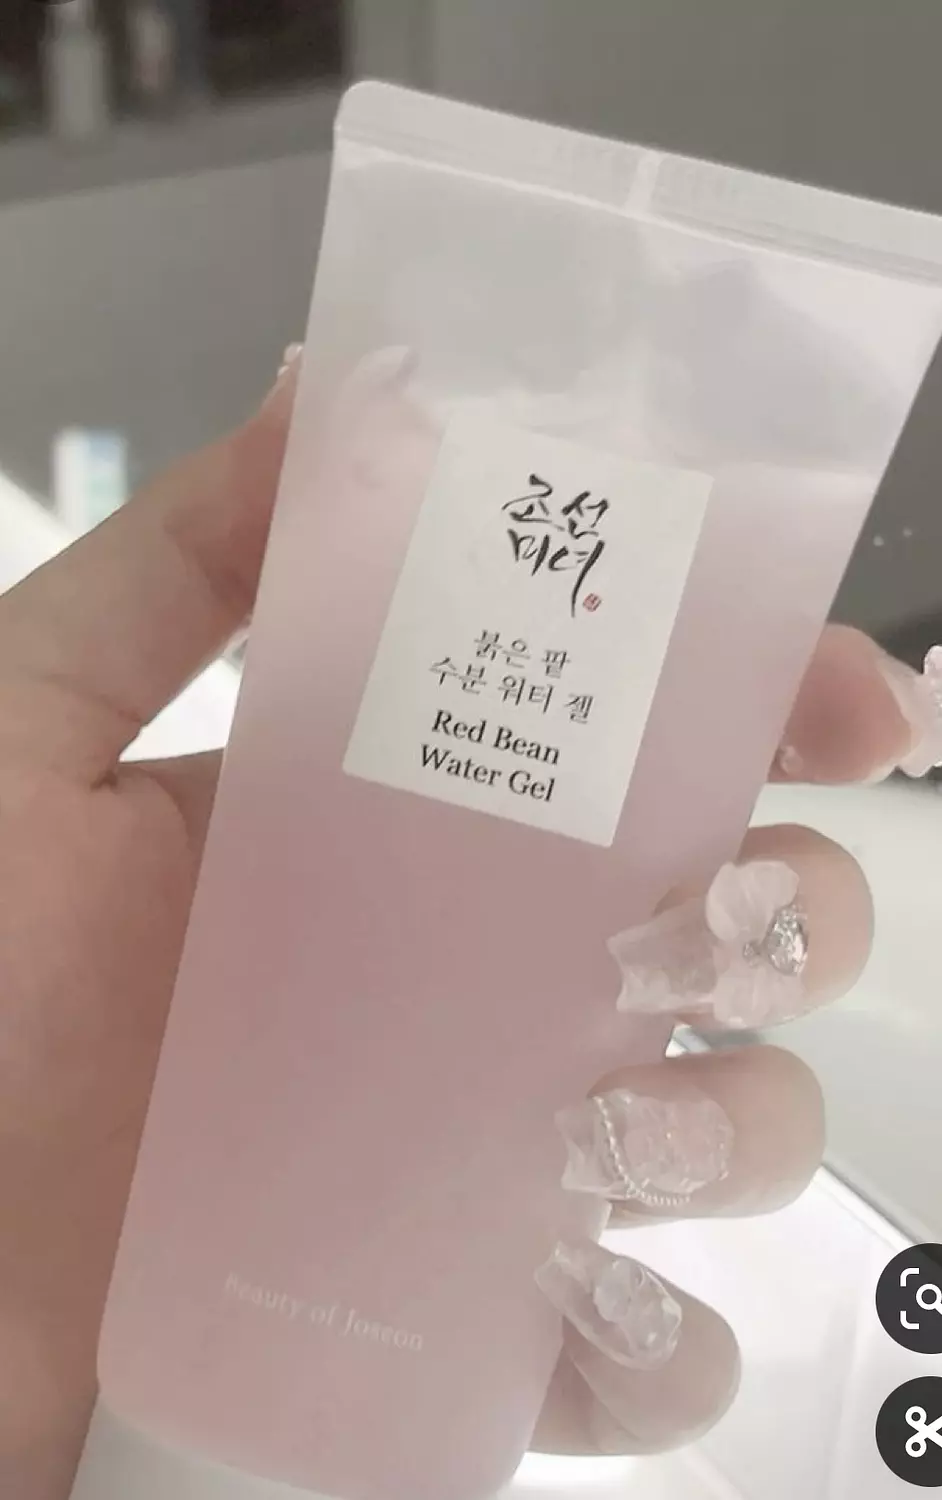 조선
미녀
붉은 팥
수분 워터 젤
Red Bean
Water Gel
Beauty of Joseon